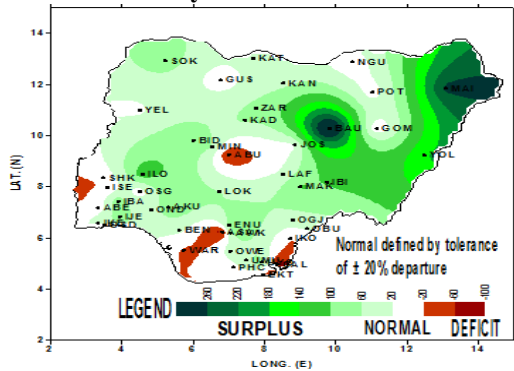 14
12
10
8
6
4
2
LAT. (N)
SOK
KAT
NGU
GUS
KAN
MAI
POT
YEL
ZAR
KAD
BAU
GOM
BID
MIN
ABU
JOS
YOL
SHK
ILO
LAF
IBI
ISE
OSG
LOK
MAK
ABE
IBA
AKU
OND
IJE
OGJ
BEN
ENU
IKO
WAR
OWE
PHC
EKT
Normal defined by tolerance
of ± 20% departure
LEGEND
260
220
180
140
100
60
20
-20
-60
-100
SURPLUS
NORMAL
DEFICIT
2
4
6
8
10
12
14
LONG. (E)